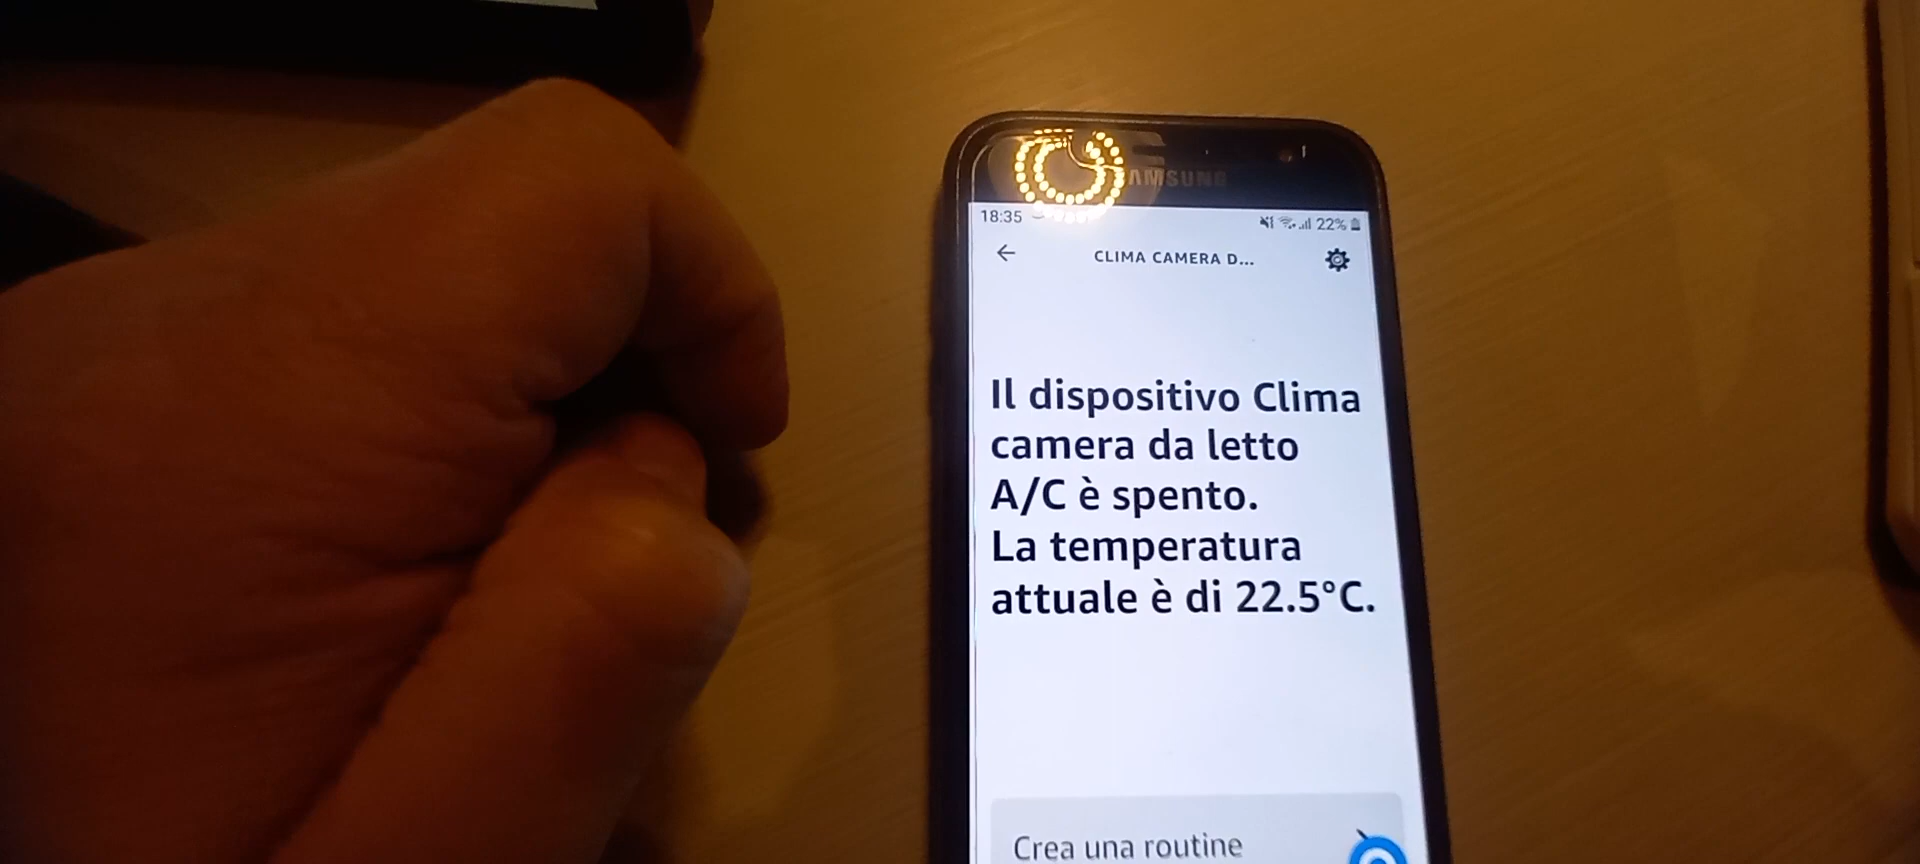 SAMSUNG
18:35 22%
CLIMA CAMERA D...
Il dispositivo Clima
camera da letto
A/C è spento.
La temperatura
attuale è di 22.5°C.
Crea una routine